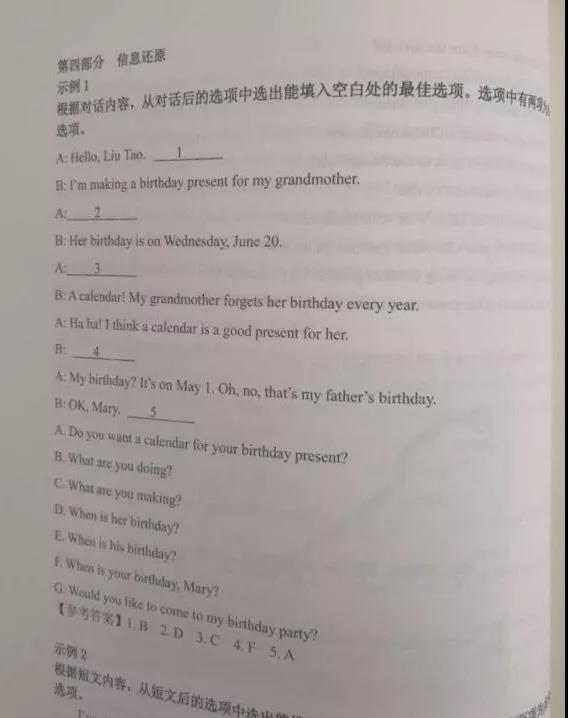 第四部分 信息还原
示例 1
根据对话内容，从对话后的选项中选出能填入空白处的最佳选项。选项中有两项为
选项。
A: Hello, Liu Tao. 1
B: I'm making a birthday present for my grandmother.
A: 2
B: Her birthday is on Wednesday, June 20.
A: 3
B: A calendar! My grandmother forgets her birthday every year.
A: Ha ha! I think a calendar is a good present for her.
B: 4
A: My birthday? It's on May 1. Oh, no, that's my father's birthday.
B: OK, Mary. 5
A. Do you want a calendar for your birthday present?
B. What are you doing?
C. What are you making?
D. When is her birthday?
E. When is his birthday?
F. When is your birthday, Mary?
G. Would you like to come to my birthday party?
【参考答案】1. B 2. D 3. C 4. F 5. A
示例 2
根据短文内容，从短文后的选项中选出能
选项。